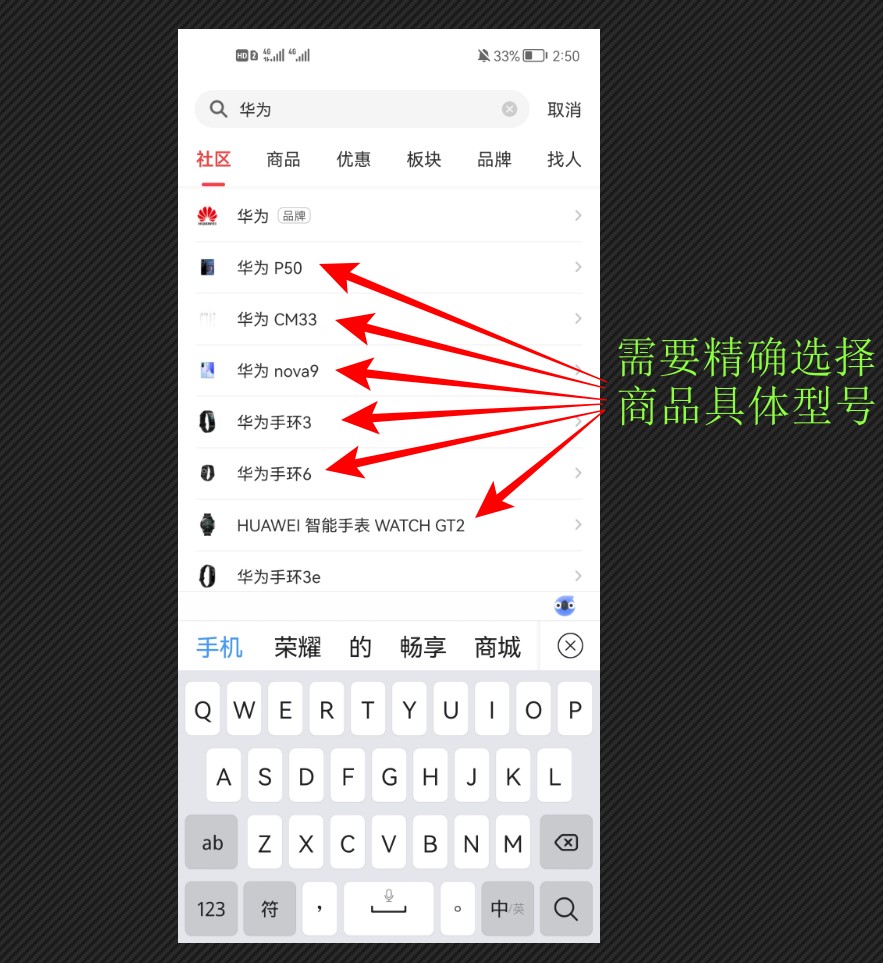 HD 2 4G 4G 33% 2:50
华为 取消
社区 商品 优惠 板块 品牌 找人
华为 品牌
华为 P50
华为 CM33
华为 nova9
华为手环3
华为手环6
HUAWEI 智能手表 WATCH GT2
华为手环3e
需要精确选择
商品具体型号
手机 荣耀 的 畅享 商城
Q W E R T Y U I O P
A S D F G H J K L
ab Z X C V B N M
123 符 ， 。 中/英